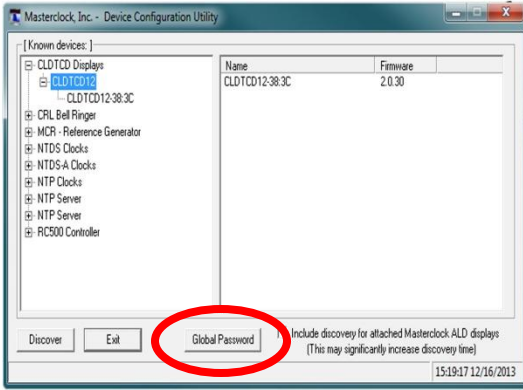 Masterclock, Inc. - Device Configuration Utility
[ Known devices: ]
CLDTCD Displays
CLDTCD12
CLDTCD12-38:3C
CRL Bell Ringer
MCR - Reference Generator
NTDS Clocks
NTDS-A Clocks
NTP Clocks
NTP Server
NTP Server
RC500 Controller
Name Firmware
CLDTCD12-38:3C 2.0.30
Discover Exit Global Password Include discovery for attached Masterclock ALD displays
(This may significantly increase discovery time)
15:19:17 12/16/2013